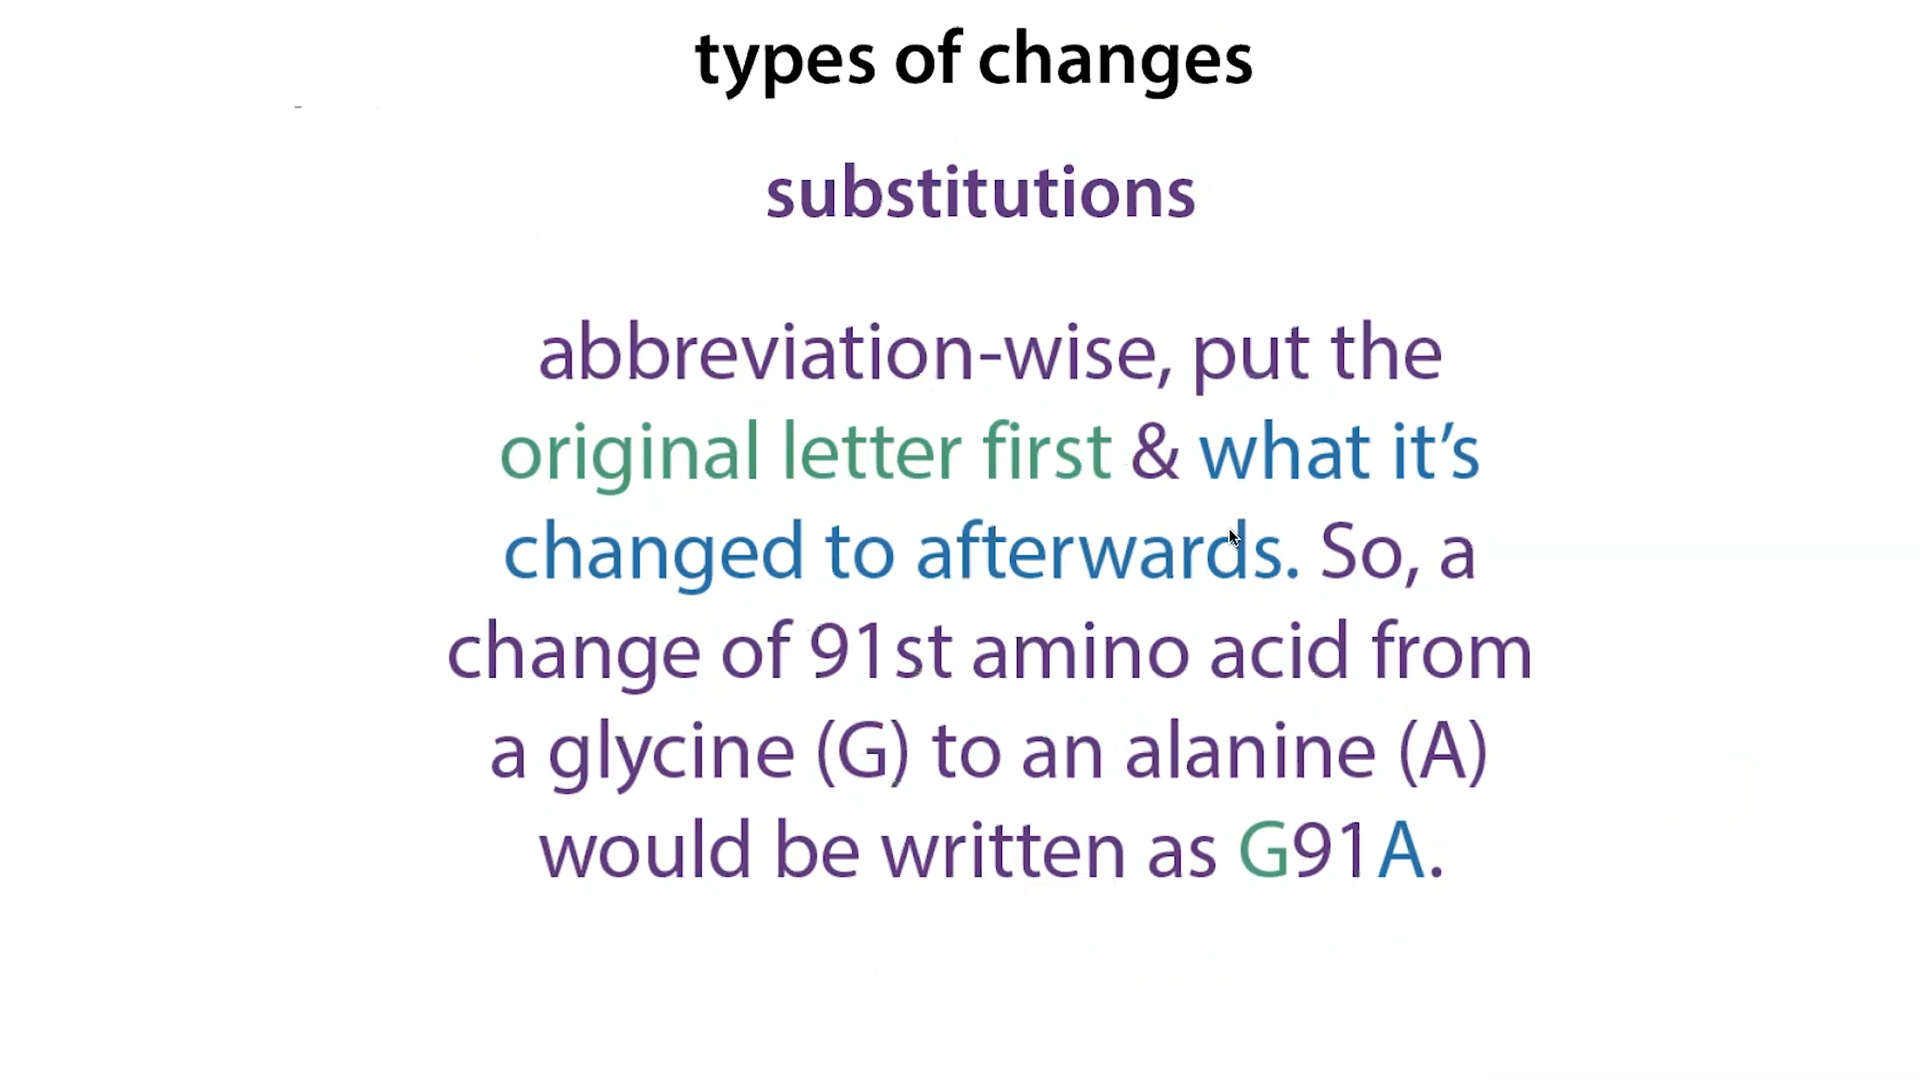 types of changes
substitutions
abbreviation-wise, put the
original letter first & what it’s
changed to afterwards. So, a
change of 91st amino acid from
a glycine (G) to an alanine (A)
would be written as G91A.